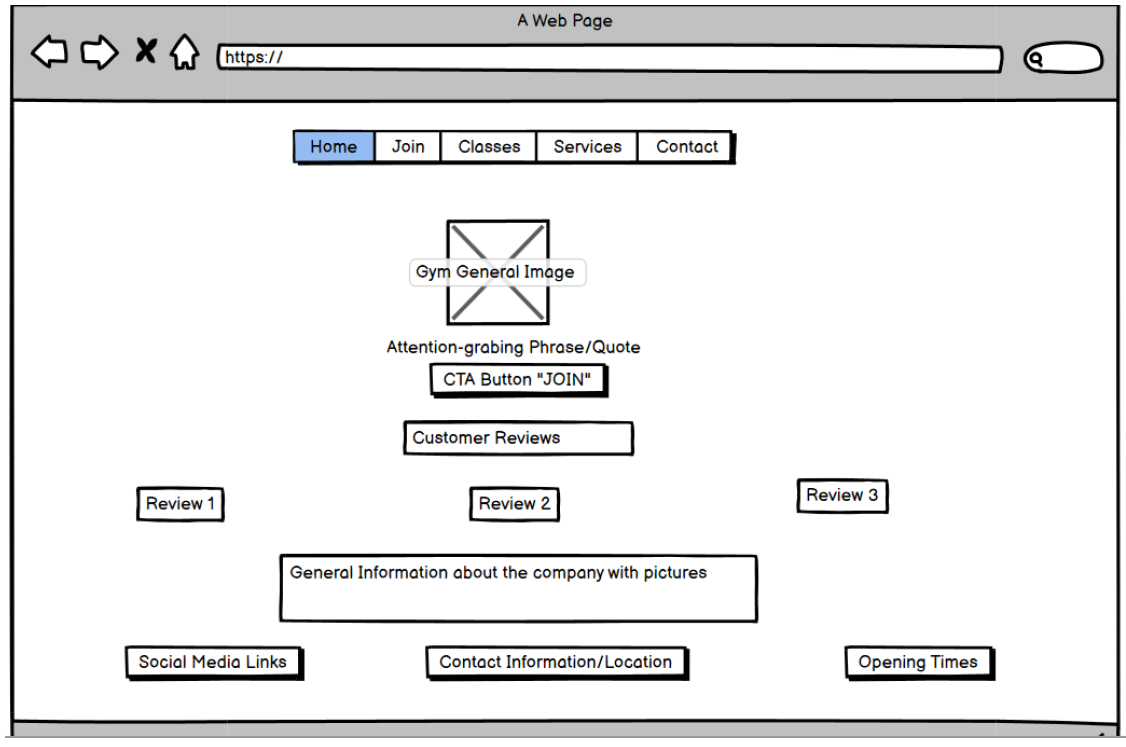 A Web Page
https://
Home Join Classes Services Contact
Gym General Image
Attention-grabing Phrase/Quote
CTA Button "JOIN"
Customer Reviews
Review 1 Review 2 Review 3
General Information about the company with pictures
Social Media Links Contact Information/Location Opening Times